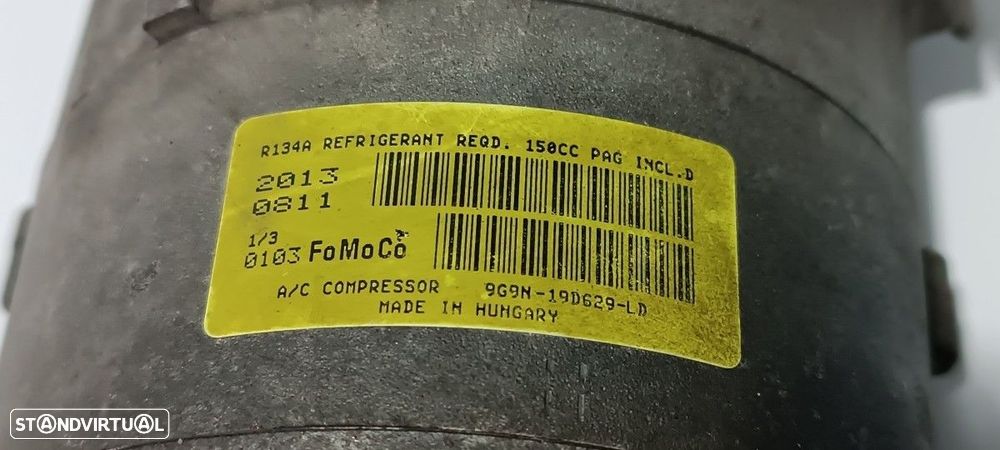 R134A REFRIGERANT REQD. 150CC PAG INCL.D
2013
0811
1/3
0103 FoMoCo
A/C COMPRESSOR 9G9N-19D629-LD
MADE IN HUNGARY
STANDVIRTUAL